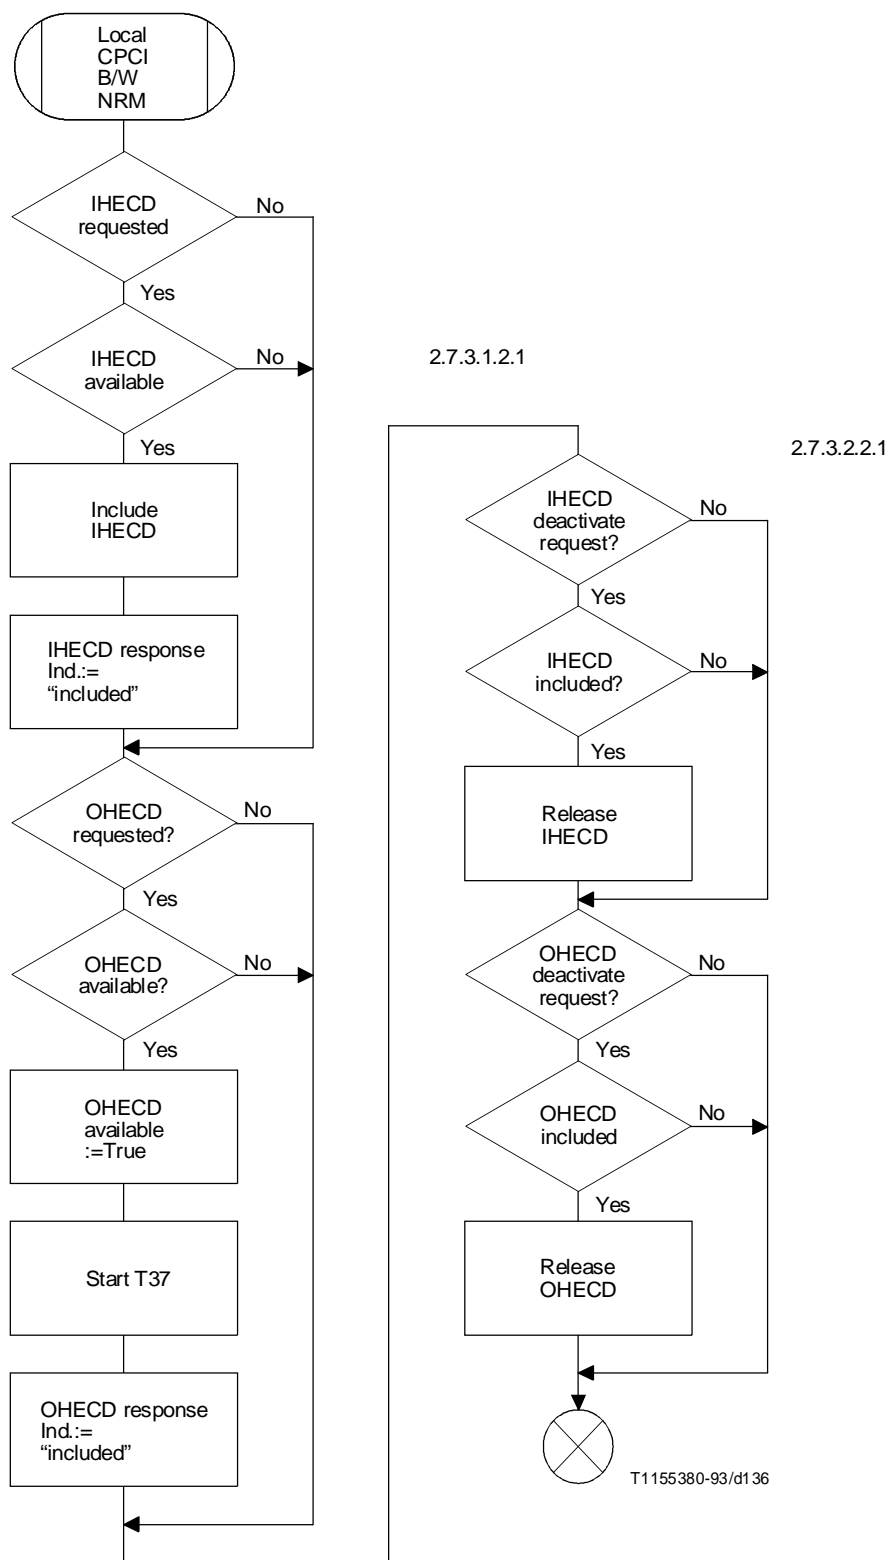 Local
CPCI
B/W
NRM
IHECD
requested
No
Yes
IHECD
available
No
Yes
Include
IHECD
IHECD response
Ind.:=
“included”
OHECD
requested?
No
Yes
OHECD
available?
No
Yes
OHECD
available
:=True
Start T37
OHECD response
Ind.:=
“included”
2.7.3.1.2.1
2.7.3.2.2.1
IHECD
deactivate
request?
No
Yes
IHECD
included?
No
Yes
Release
IHECD
OHECD
deactivate
request?
No
Yes
OHECD
included
No
Yes
Release
OHECD
T1155380-93/d136